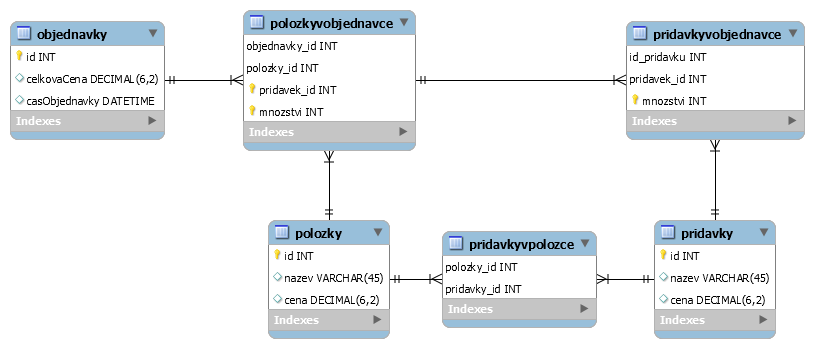 objednavky
id INT
celkovaCena DECIMAL(6,2)
casObjednavky DATETIME
Indexes
polozkyvobjednavce
objednavky_id INT
polozky_id INT
pridavek_id INT
mnozstvi INT
Indexes
pridavkyvobjednavce
id_pridavku INT
pridavek_id INT
mnozstvi INT
Indexes
polozky
id INT
nazev VARCHAR(45)
cena DECIMAL(6,2)
Indexes
pridavkyvpolozce
polozky_id INT
pridavky_id INT
Indexes
pridavky
id INT
nazev VARCHAR(45)
cena DECIMAL(6,2)
Indexes